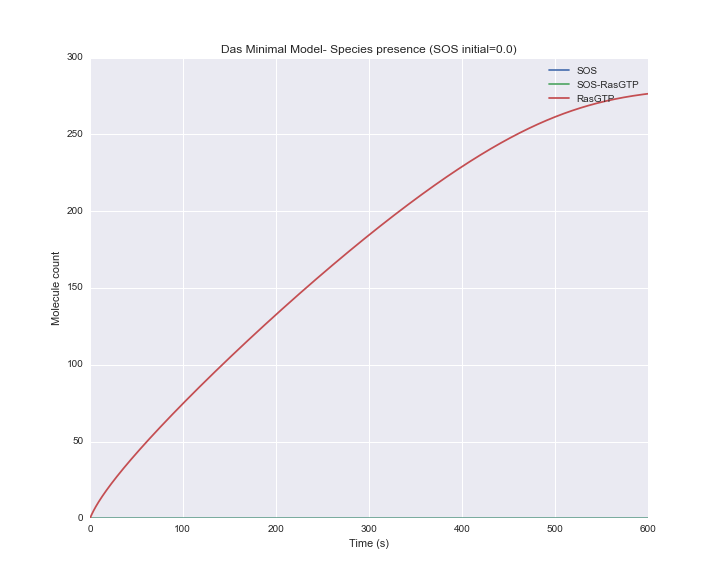 Das Minimal Model- Species presence (SOS initial=0.0)
300
SOS
SOS-RasGTP
RasGTP
250
200
150
100
50
0
Molecule count
0 100 200 300 400 500 600
Time (s)